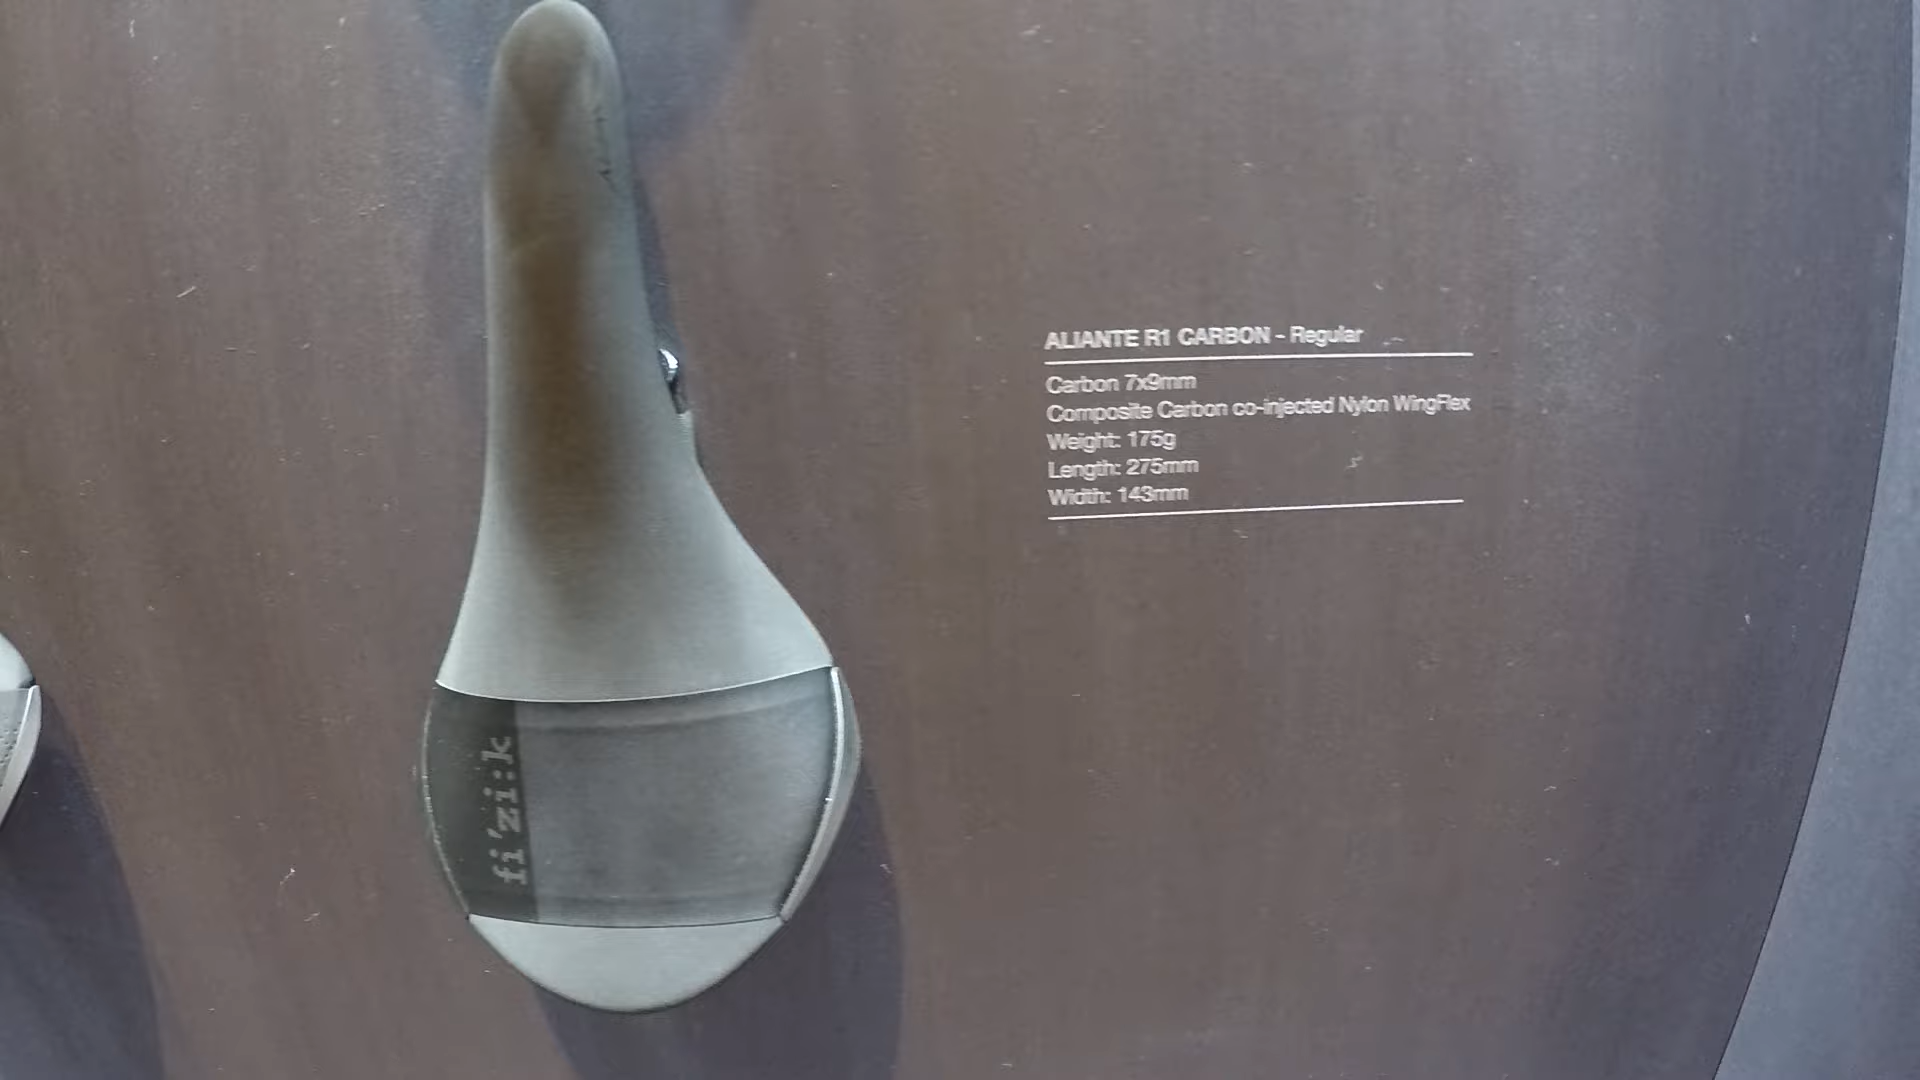 ALIANTE R1 CARBON - Regular
Carbon 7x9mm
Composite Carbon co-injected Nylon WingFlex
Weight: 175g
Length: 275mm
Width: 143mm
fi'zi:k